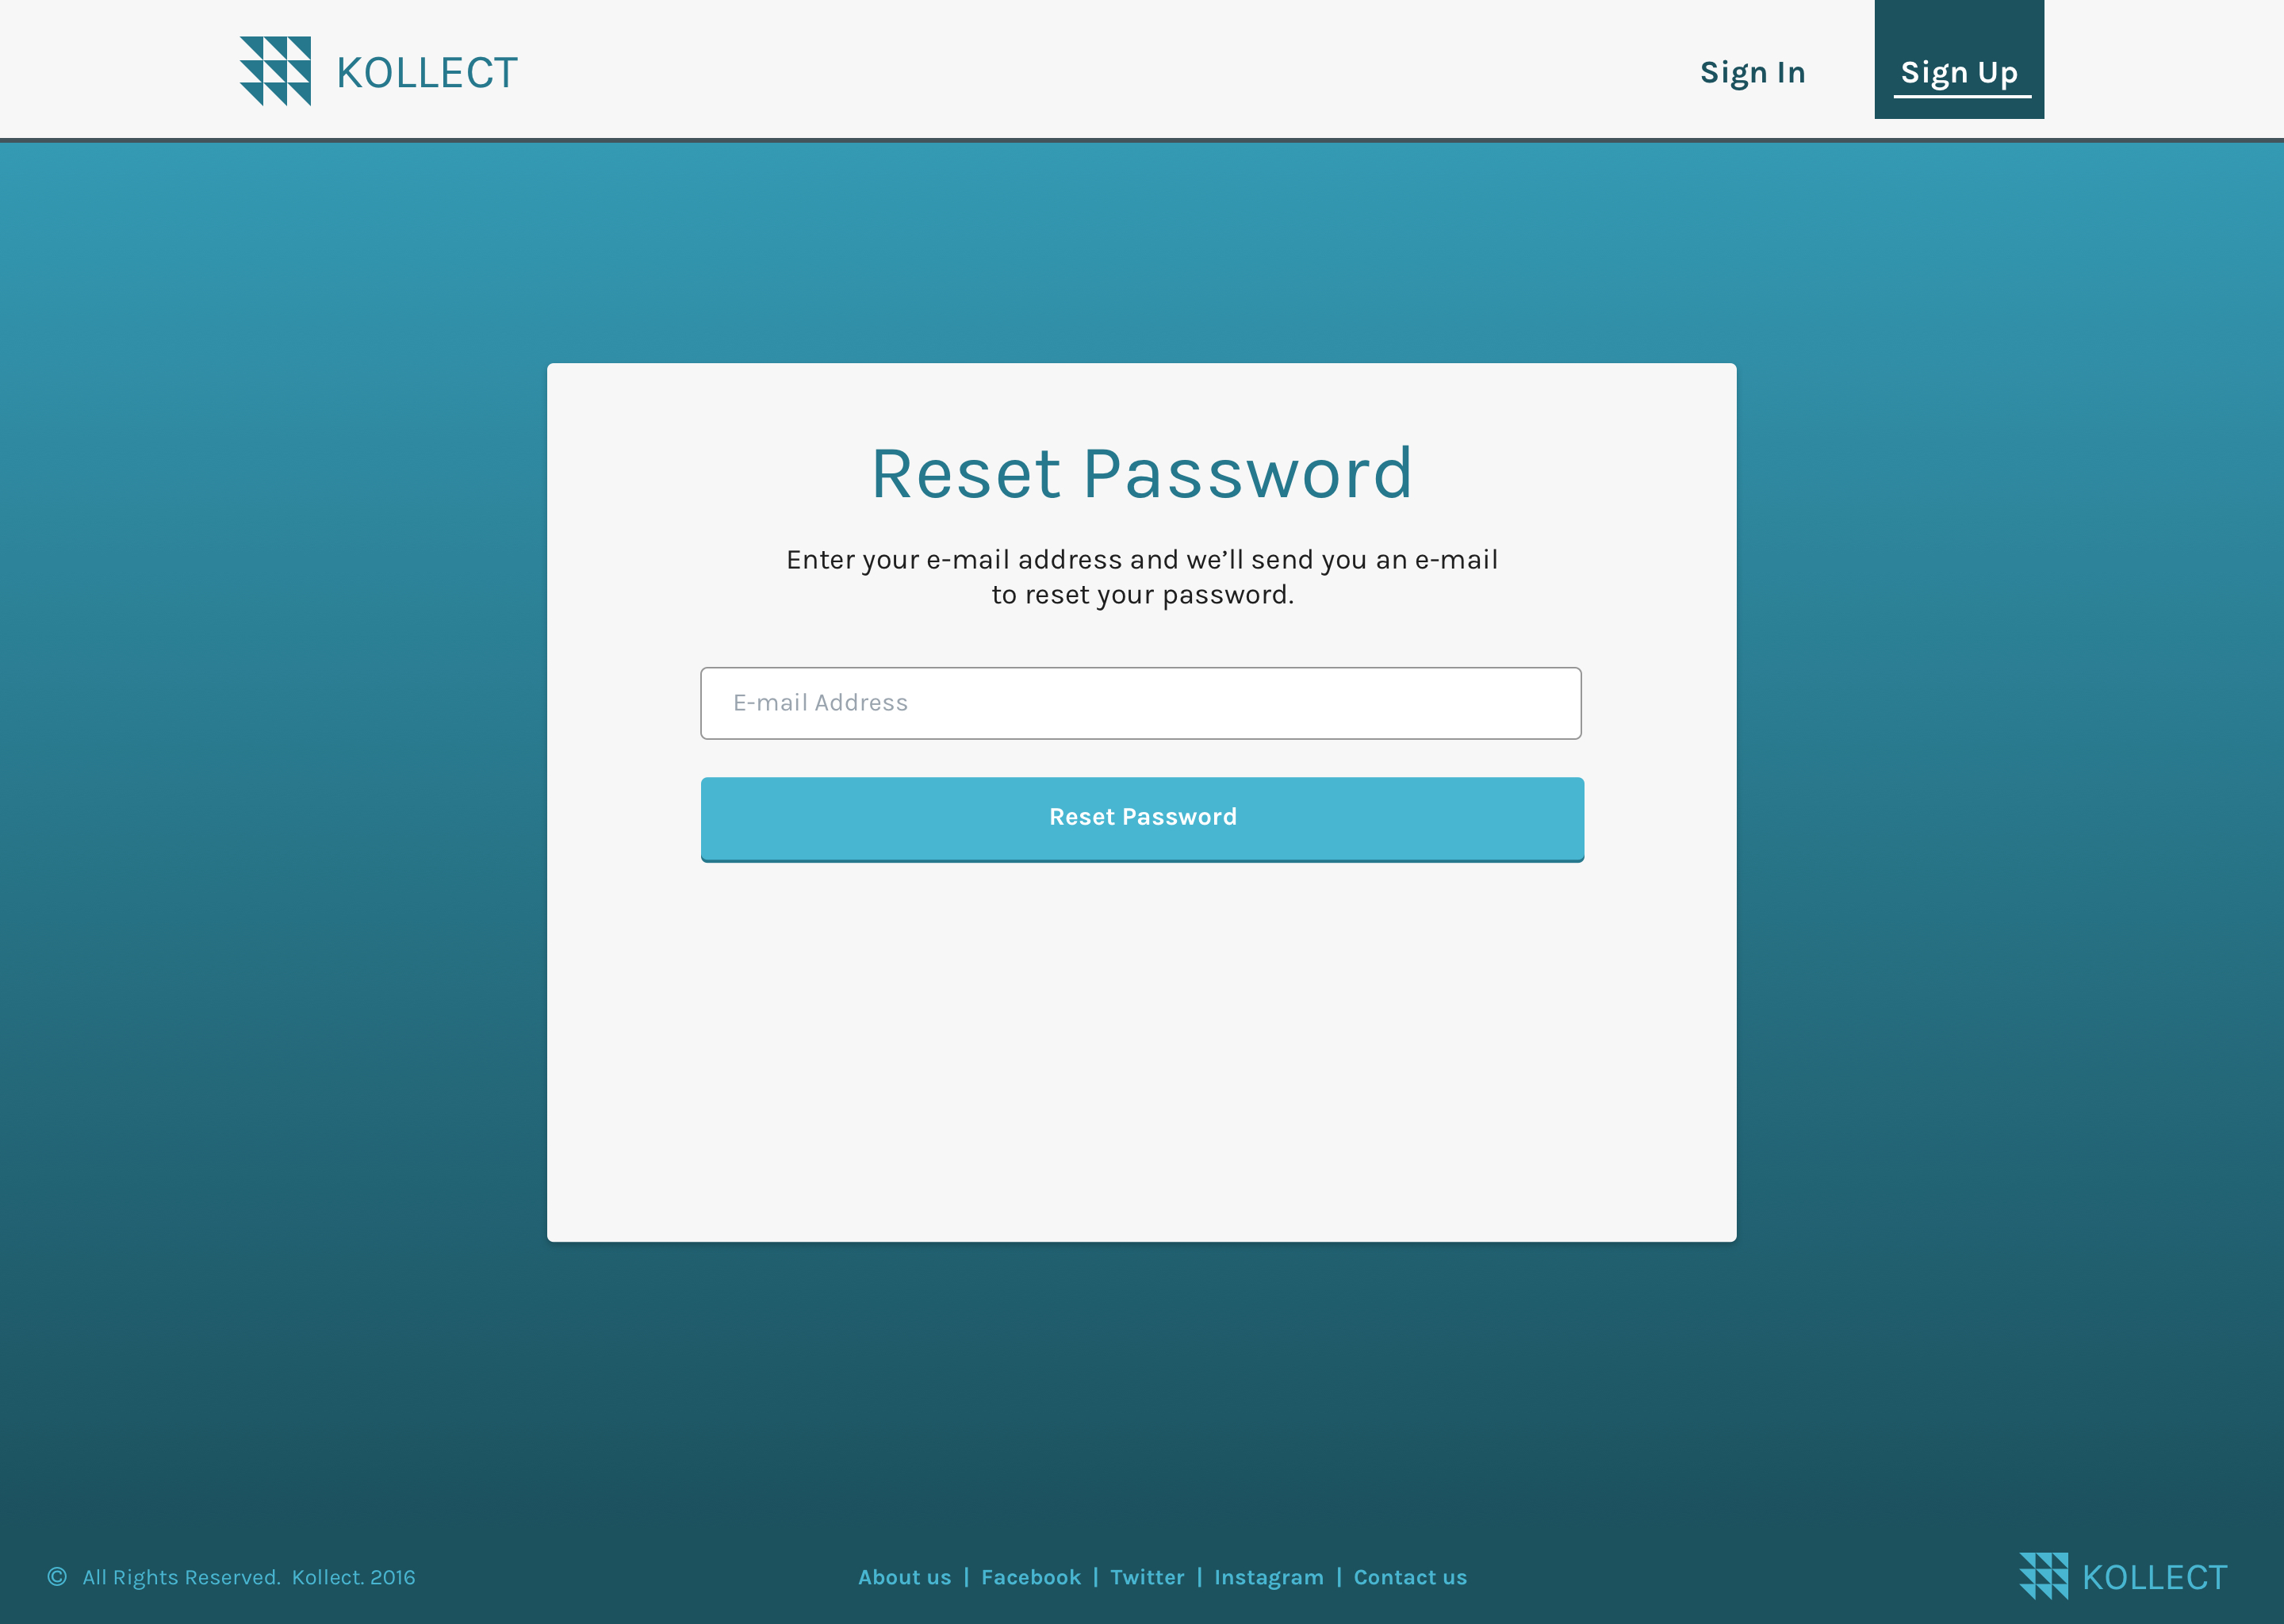 KOLLECT
Sign In
Sign Up
Reset Password
Enter your e-mail address and we’ll send you an e-mail
to reset your password.
E-mail Address
Reset Password
© All Rights Reserved. Kollect. 2016
About us | Facebook | Twitter | Instagram | Contact us
KOLLECT